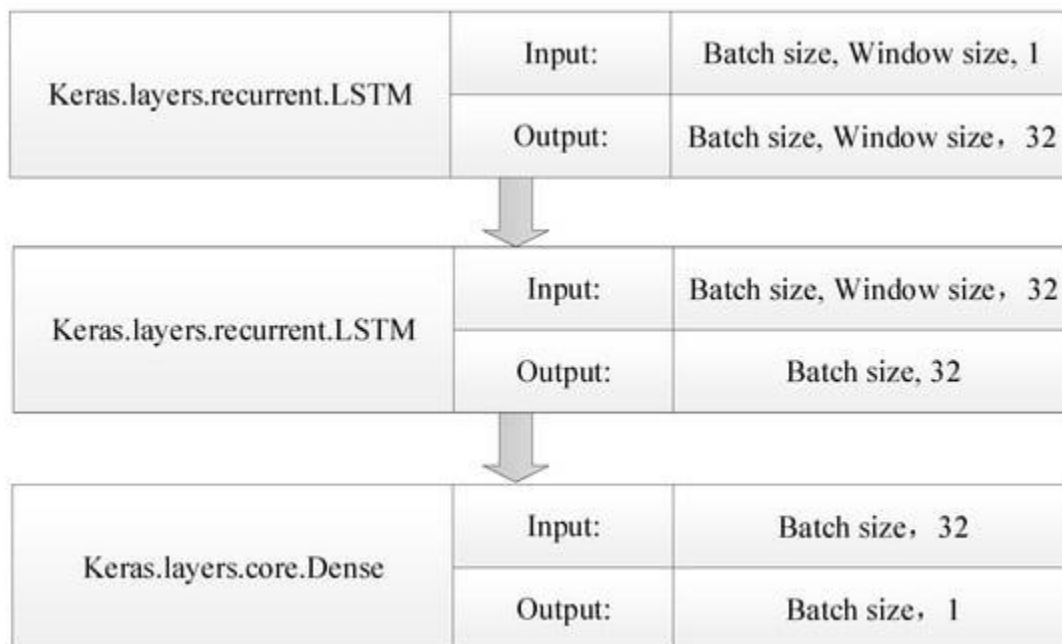 Keras.layers.recurrent.LSTM
Input:
Batch size, Window size, 1
Output:
Batch size, Window size，32
Keras.layers.recurrent.LSTM
Input:
Batch size, Window size，32
Output:
Batch size, 32
Keras.layers.core.Dense
Input:
Batch size，32
Output:
Batch size，1